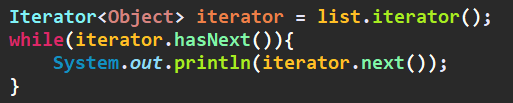 Iterator<Object> iterator = list.iterator();
while(iterator.hasNext()){
    System.out.println(iterator.next());
}